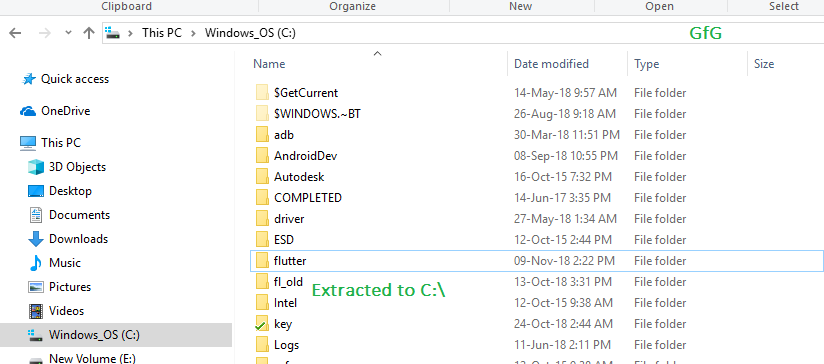 Clipboard Organize New Open Select
This PC > Windows_OS (C:) GfG
Name Date modified Type Size
Quick access
OneDrive
This PC
3D Objects
Desktop
Documents
Downloads
Music
Pictures
Videos
Windows_OS (C:)
New Volume (E:)
$GetCurrent 14-May-18 9:57 AM File folder
$WINDOWS.~BT 26-Aug-18 9:18 AM File folder
adb 30-Mar-18 11:51 PM File folder
AndroidDev 08-Sep-18 10:55 PM File folder
Autodesk 16-Oct-15 7:32 PM File folder
COMPLETED 14-Jun-17 3:35 PM File folder
driver 27-May-18 1:34 AM File folder
ESD 12-Oct-15 2:44 PM File folder
flutter 09-Nov-18 2:22 PM File folder
fl_old 13-Oct-18 3:31 PM File folder
Extracted to C:\
Intel 12-Oct-15 9:38 AM File folder
key 24-Oct-18 2:44 AM File folder
Logs 11-Jun-18 2:11 PM File folder